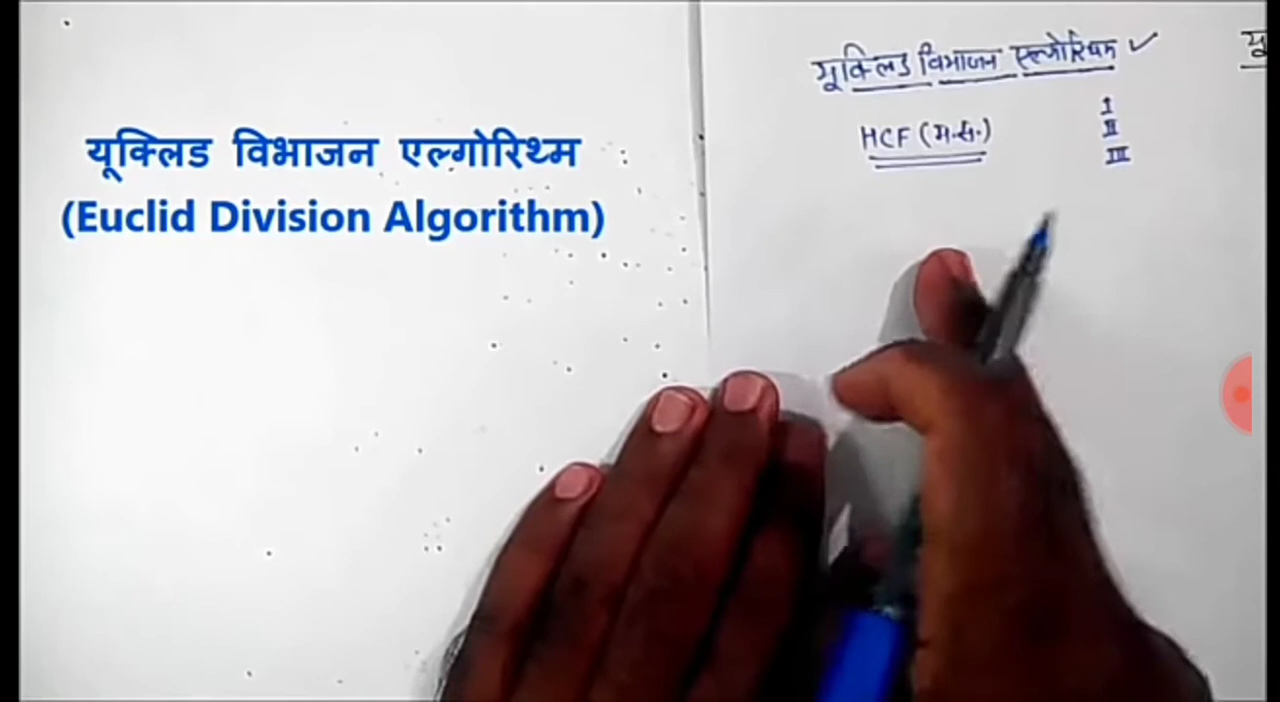 यूक्लिड विभाजन एल्गोरिथ्म
(Euclid Division Algorithm)
यूक्लिड विभाजन एल्गोरिथम ✓
HCF (म.स.)
I
II
III
यू